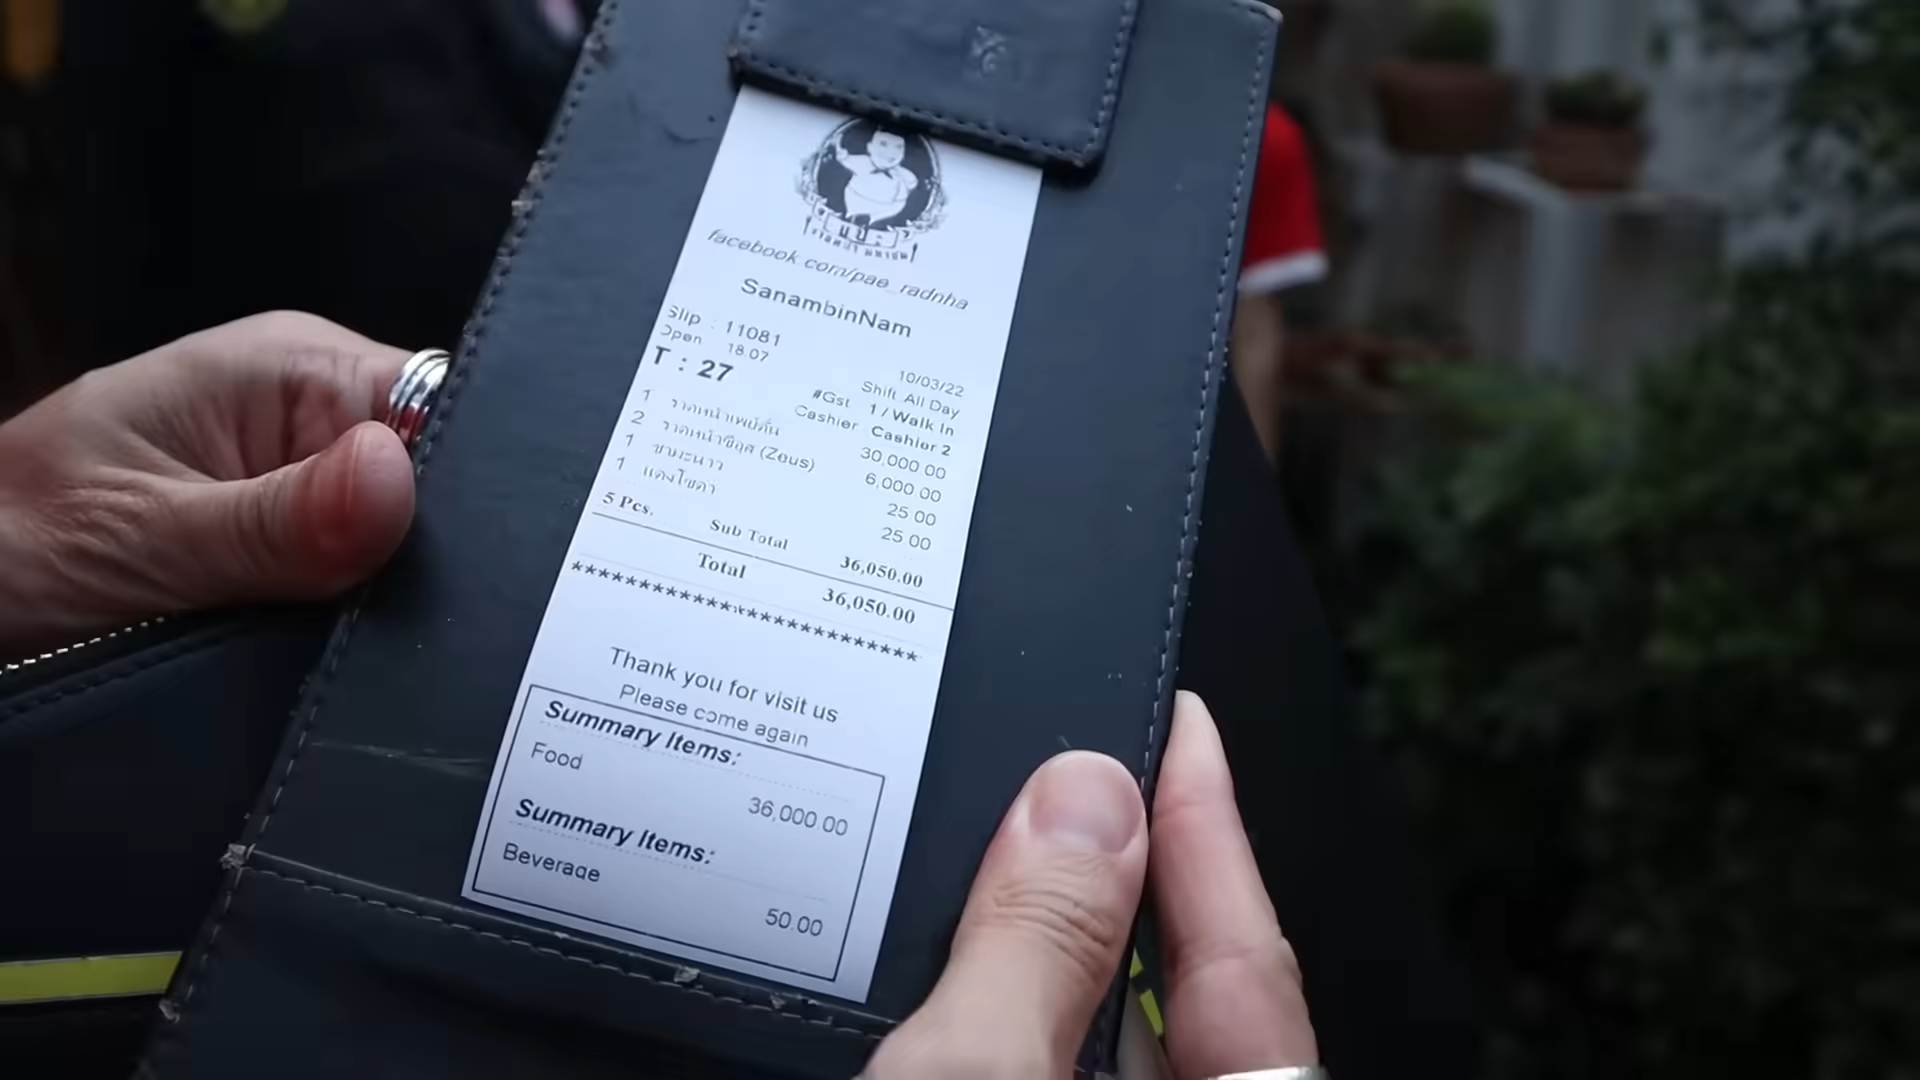 แปะ
facebook com/pae_radnha
SanambinNam
Slip : 11081
10/03/22
Open 18 07
Shift All Day
T : 27
#Gst 1 / Walk In
Cashier Cashier 2
1 ราดหน้าแพย์ตั๋น 30,000 00
2 ราดหน้าซีอุส (Zeus) 6,000 00
1 ชามะนาว 25 00
1 แดงโซดา 25 00
5 Pcs. Sub Total 36,050.00
Total 36,050.00
**************************
Thank you for visit us
Please come again
Summary Items:
Food
36,000 00
Summary Items:
Beverage
50.00